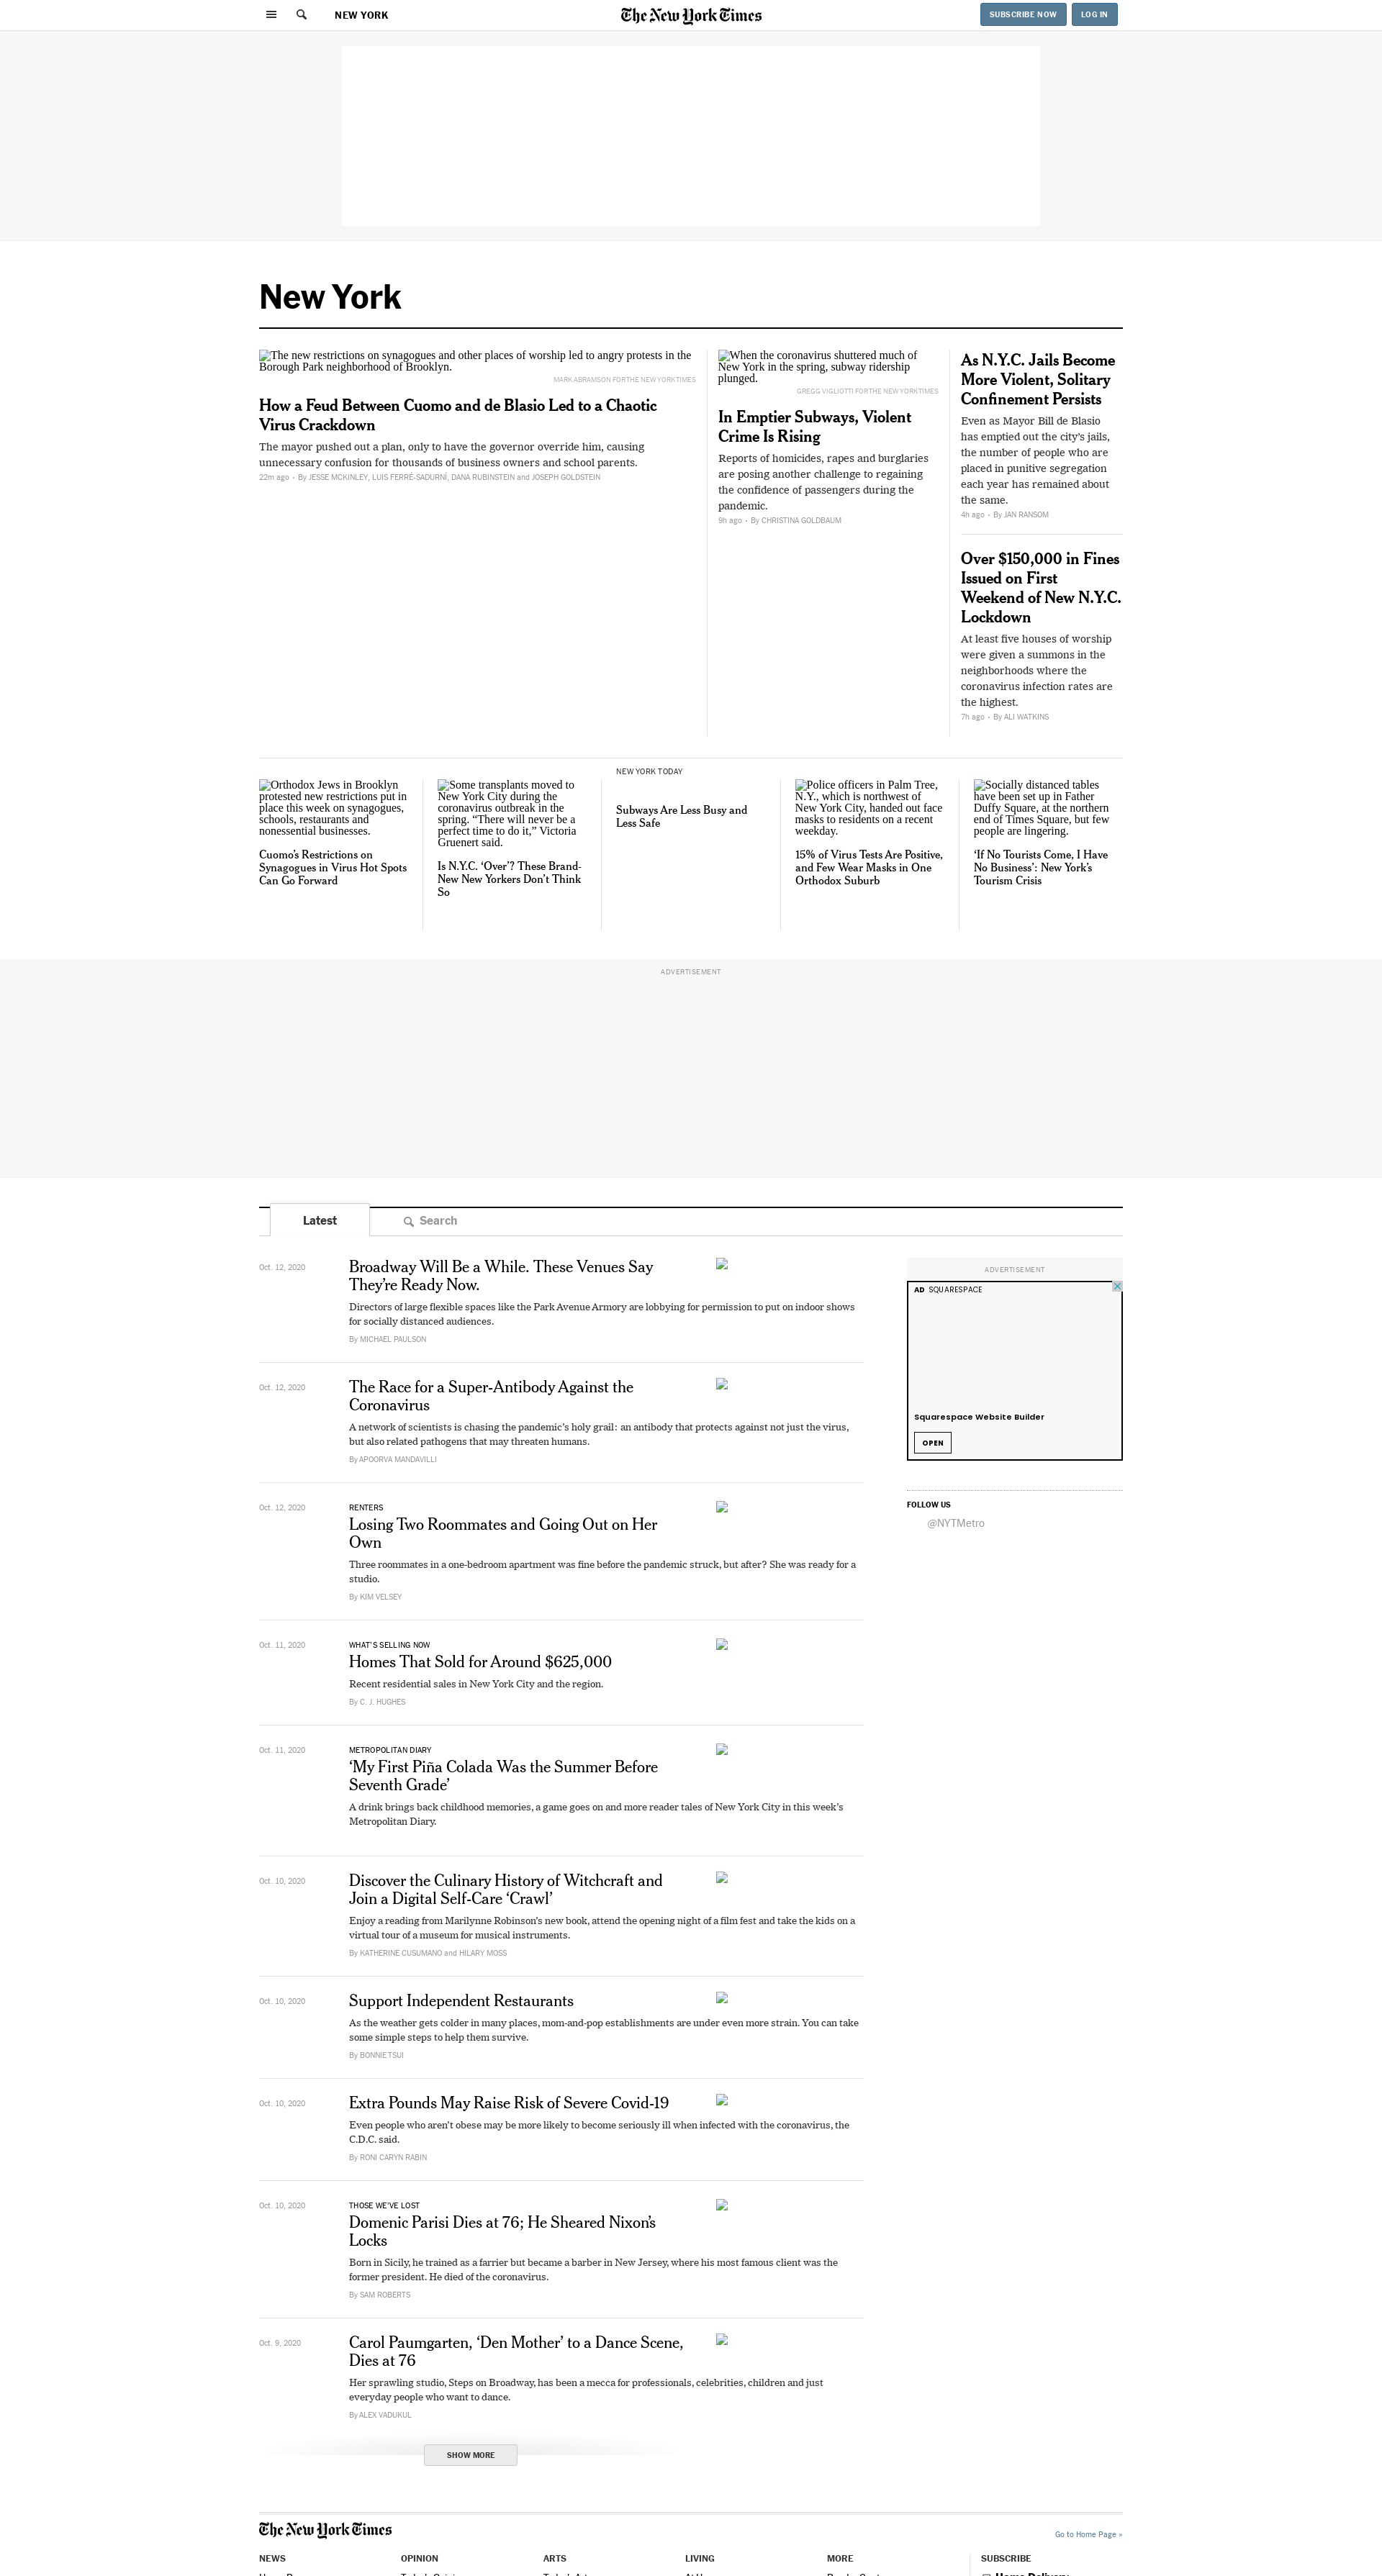 NEW YORK
The New York Times
SUBSCRIBE NOW
LOG IN
New York
The new restrictions on synagogues and other places of worship led to angry protests in the
Borough Park neighborhood of Brooklyn.
MARK ABRAMSON FOR THE NEW YORK TIMES
How a Feud Between Cuomo and de Blasio Led to a Chaotic
Virus Crackdown
The mayor pushed out a plan, only to have the governor override him, causing
unnecessary confusion for thousands of business owners and school parents.
22m ago • By JESSE MCKINLEY, LUIS FERRÉ-SADURNÍ, DANA RUBINSTEIN and JOSEPH GOLDSTEIN
When the coronavirus shuttered much of
New York in the spring, subway ridership
plunged.
GREGG VIGLIOTTI FOR THE NEW YORK TIMES
In Emptier Subways, Violent
Crime Is Rising
Reports of homicides, rapes and burglaries
are posing another challenge to regaining
the confidence of passengers during the
pandemic.
9h ago • By CHRISTINA GOLDBAUM
As N.Y.C. Jails Become
More Violent, Solitary
Confinement Persists
Even as Mayor Bill de Blasio
has emptied out the city’s jails,
the number of people who are
placed in punitive segregation
each year has remained about
the same.
4h ago • By JAN RANSOM
Over $150,000 in Fines
Issued on First
Weekend of New N.Y.C.
Lockdown
At least five houses of worship
were given a summons in the
neighborhoods where the
coronavirus infection rates are
the highest.
7h ago • By ALI WATKINS
Orthodox Jews in Brooklyn
protested new restrictions put in
place this week on synagogues,
schools, restaurants and
nonessential businesses.
Cuomo’s Restrictions on
Synagogues in Virus Hot Spots
Can Go Forward
Some transplants moved to
New York City during the
coronavirus outbreak in the
spring. “There will never be a
perfect time to do it,” Victoria
Gruenert said.
Is N.Y.C. ‘Over’? These Brand-
New New Yorkers Don’t Think
So
NEW YORK TODAY
Subways Are Less Busy and
Less Safe
Police officers in Palm Tree,
N.Y., which is northwest of
New York City, handed out face
masks to residents on a recent
weekday.
15% of Virus Tests Are Positive,
and Few Wear Masks in One
Orthodox Suburb
Socially distanced tables
have been set up in Father
Duffy Square, at the northern
end of Times Square, but few
people are lingering.
‘If No Tourists Come, I Have
No Business’: New York’s
Tourism Crisis
ADVERTISEMENT
Latest
Search
Oct. 12, 2020
Broadway Will Be a While. These Venues Say
They’re Ready Now.
Directors of large flexible spaces like the Park Avenue Armory are lobbying for permission to put on indoor shows
for socially distanced audiences.
By MICHAEL PAULSON
Oct. 12, 2020
The Race for a Super-Antibody Against the
Coronavirus
A network of scientists is chasing the pandemic’s holy grail: an antibody that protects against not just the virus,
but also related pathogens that may threaten humans.
By APOORVA MANDAVILLI
Oct. 12, 2020
RENTERS
Losing Two Roommates and Going Out on Her
Own
Three roommates in a one-bedroom apartment was fine before the pandemic struck, but after? She was ready for a
studio.
By KIM VELSEY
Oct. 11, 2020
WHAT’S SELLING NOW
Homes That Sold for Around $625,000
Recent residential sales in New York City and the region.
By C. J. HUGHES
Oct. 11, 2020
METROPOLITAN DIARY
‘My First Piña Colada Was the Summer Before
Seventh Grade’
A drink brings back childhood memories, a game goes on and more reader tales of New York City in this week’s
Metropolitan Diary.
Oct. 10, 2020
Discover the Culinary History of Witchcraft and
Join a Digital Self-Care ‘Crawl’
Enjoy a reading from Marilynne Robinson’s new book, attend the opening night of a film fest and take the kids on a
virtual tour of a museum for musical instruments.
By KATHERINE CUSUMANO and HILARY MOSS
Oct. 10, 2020
Support Independent Restaurants
As the weather gets colder in many places, mom-and-pop establishments are under even more strain. You can take
some simple steps to help them survive.
By BONNIE TSUI
Oct. 10, 2020
Extra Pounds May Raise Risk of Severe Covid-19
Even people who aren’t obese may be more likely to become seriously ill when infected with the coronavirus, the
C.D.C. said.
By RONI CARYN RABIN
Oct. 10, 2020
THOSE WE’VE LOST
Domenic Parisi Dies at 76; He Sheared Nixon’s
Locks
Born in Sicily, he trained as a farrier but became a barber in New Jersey, where his most famous client was the
former president. He died of the coronavirus.
By SAM ROBERTS
Oct. 9, 2020
Carol Paumgarten, ‘Den Mother’ to a Dance Scene,
Dies at 76
Her sprawling studio, Steps on Broadway, has been a mecca for professionals, celebrities, children and just
everyday people who want to dance.
By ALEX VADUKUL
SHOW MORE
ADVERTISEMENT
AD SQUARESPACE
Squarespace Website Builder
OPEN
FOLLOW US
@NYTMetro
The New York Times
Go to Home Page »
NEWS
OPINION
ARTS
LIVING
MORE
SUBSCRIBE